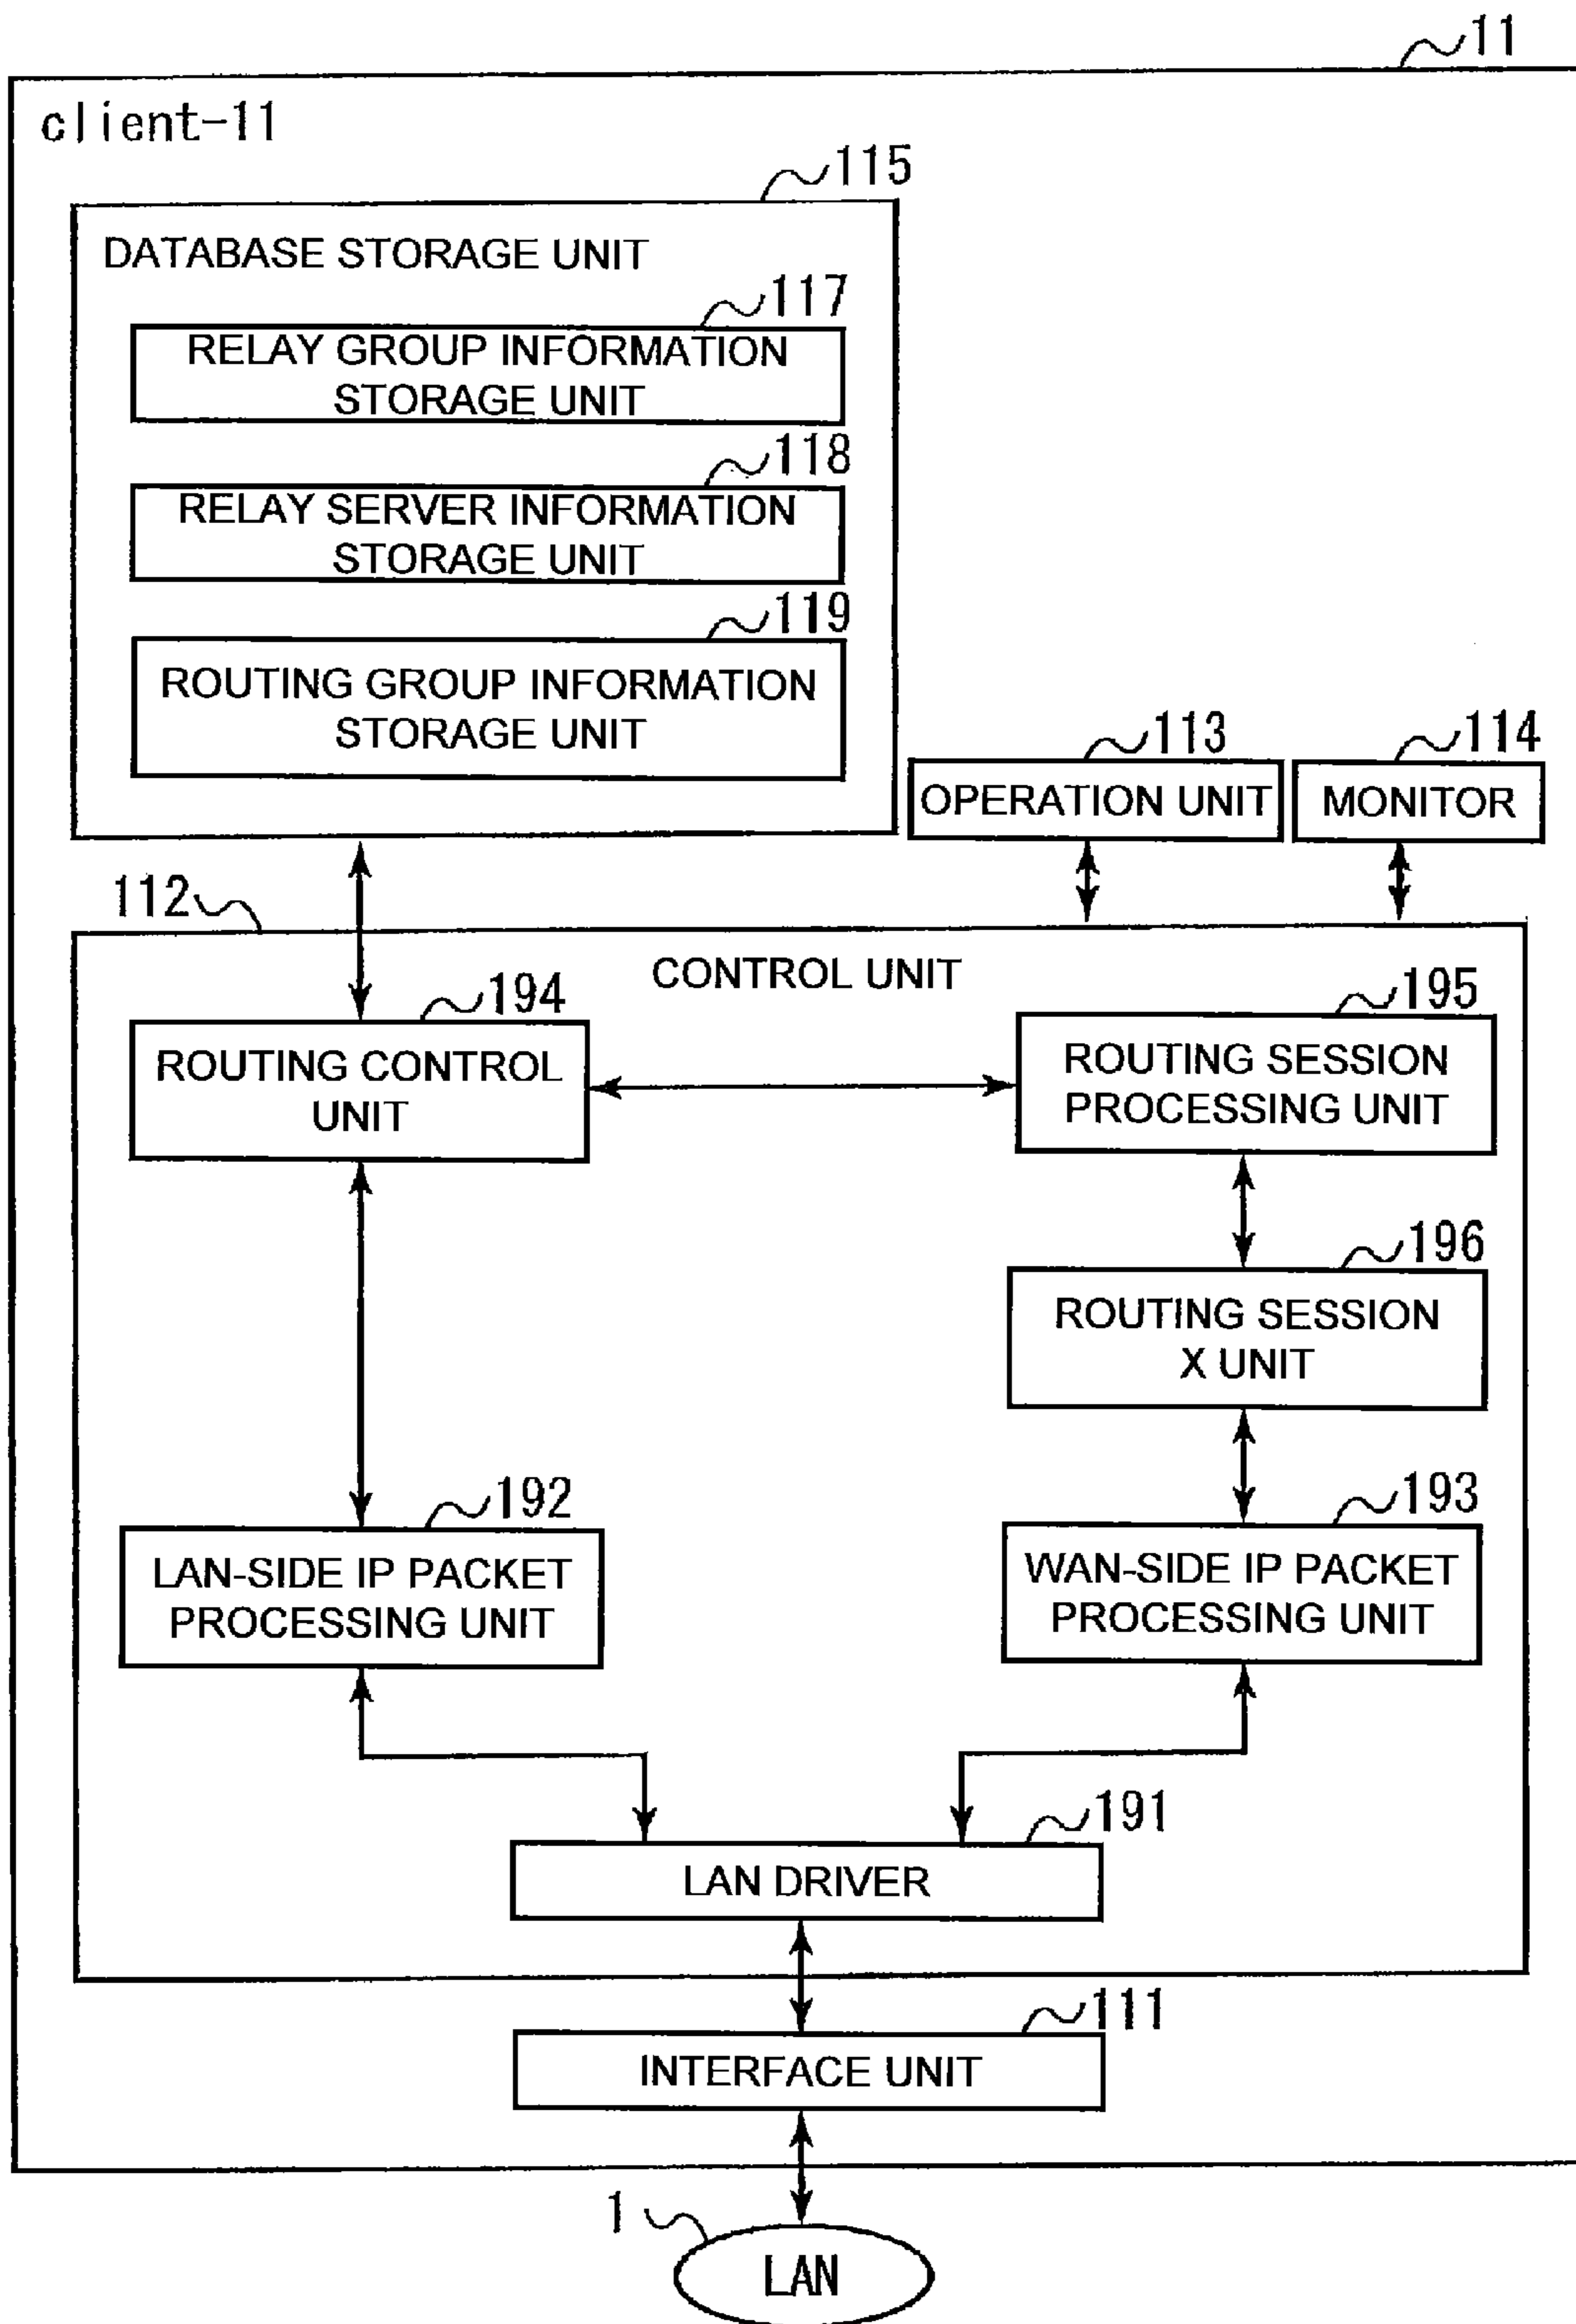 11
client-11
115
DATABASE STORAGE UNIT
117
RELAY GROUP INFORMATION
STORAGE UNIT
118
RELAY SERVER INFORMATION
STORAGE UNIT
119
ROUTING GROUP INFORMATION
STORAGE UNIT
113
OPERATION UNIT
114
MONITOR
112
CONTROL UNIT
194
ROUTING CONTROL
UNIT
195
ROUTING SESSION
PROCESSING UNIT
196
ROUTING SESSION
X UNIT
192
LAN-SIDE IP PACKET
PROCESSING UNIT
193
WAN-SIDE IP PACKET
PROCESSING UNIT
191
LAN DRIVER
111
INTERFACE UNIT
1
LAN